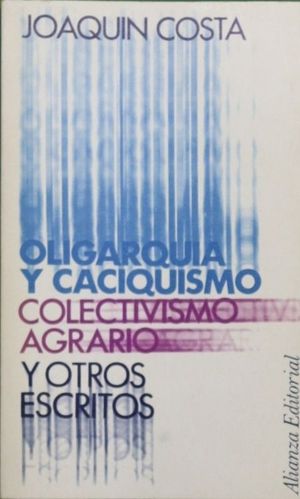 JOAQUIN COSTA
OLIGARQUIA
Y CACIQUISMO
COLECTIVISMO
AGRARIO
Y OTROS
ESCRITOS
Alianza Editorial